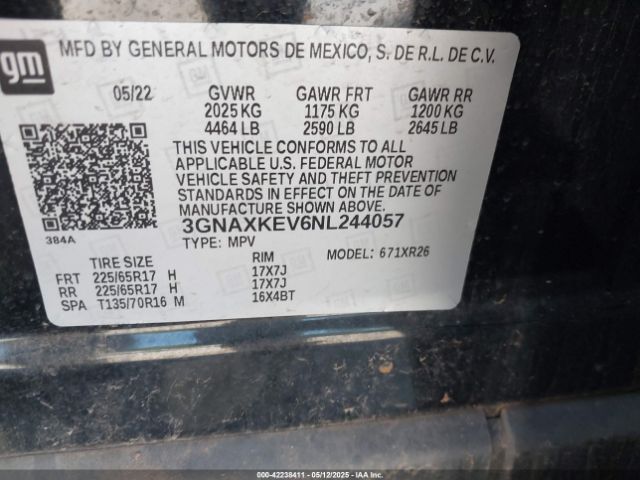 gm
MFD BY GENERAL MOTORS DE MEXICO, S. DE R.L. DE C.V.
05/22 GVWR GAWR FRT GAWR RR
2025 KG 1175 KG 1200 KG
4464 LB 2590 LB 2645 LB
THIS VEHICLE CONFORMS TO ALL
APPLICABLE U.S. FEDERAL MOTOR
VEHICLE SAFETY AND THEFT PREVENTION
STANDARDS IN EFFECT ON THE DATE OF
MANUFACTURE SHOWN ABOVE.
384A
3GNAXKEV6NL244057
TYPE: MPV MODEL: 671XR26
TIRE SIZE RIM
FRT 225/65R17 H 17X7J
RR 225/65R17 H 17X7J
SPA T135/70R16 M 16X4BT
000-42238411 - 05/12/2025 - IAAI.COM